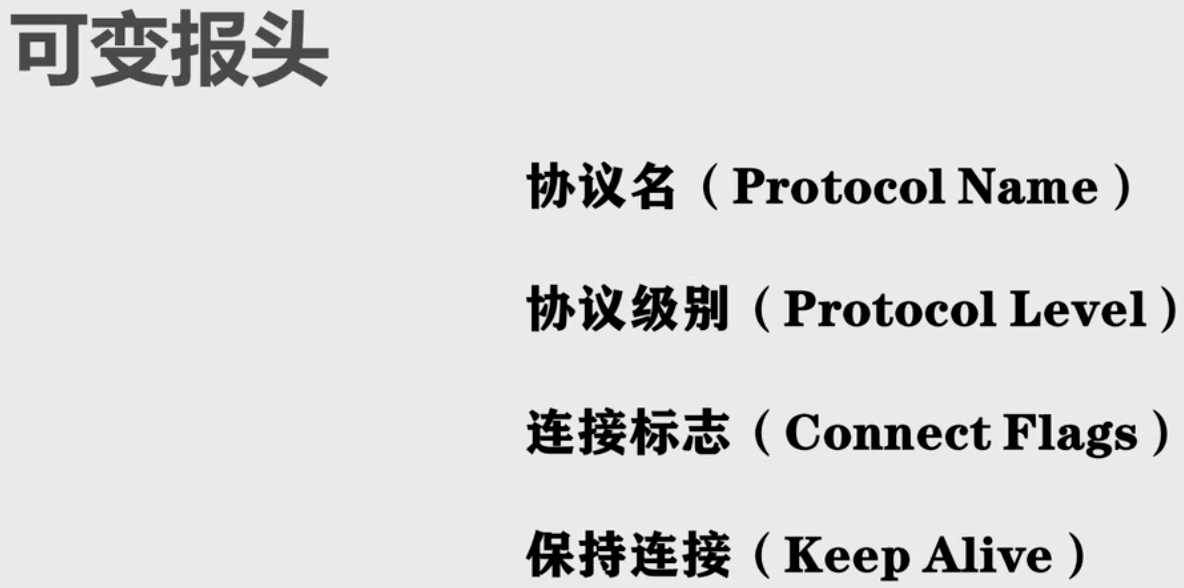 可变报头
协议名（Protocol Name）
协议级别（Protocol Level）
连接标志（Connect Flags）
保持连接（Keep Alive）